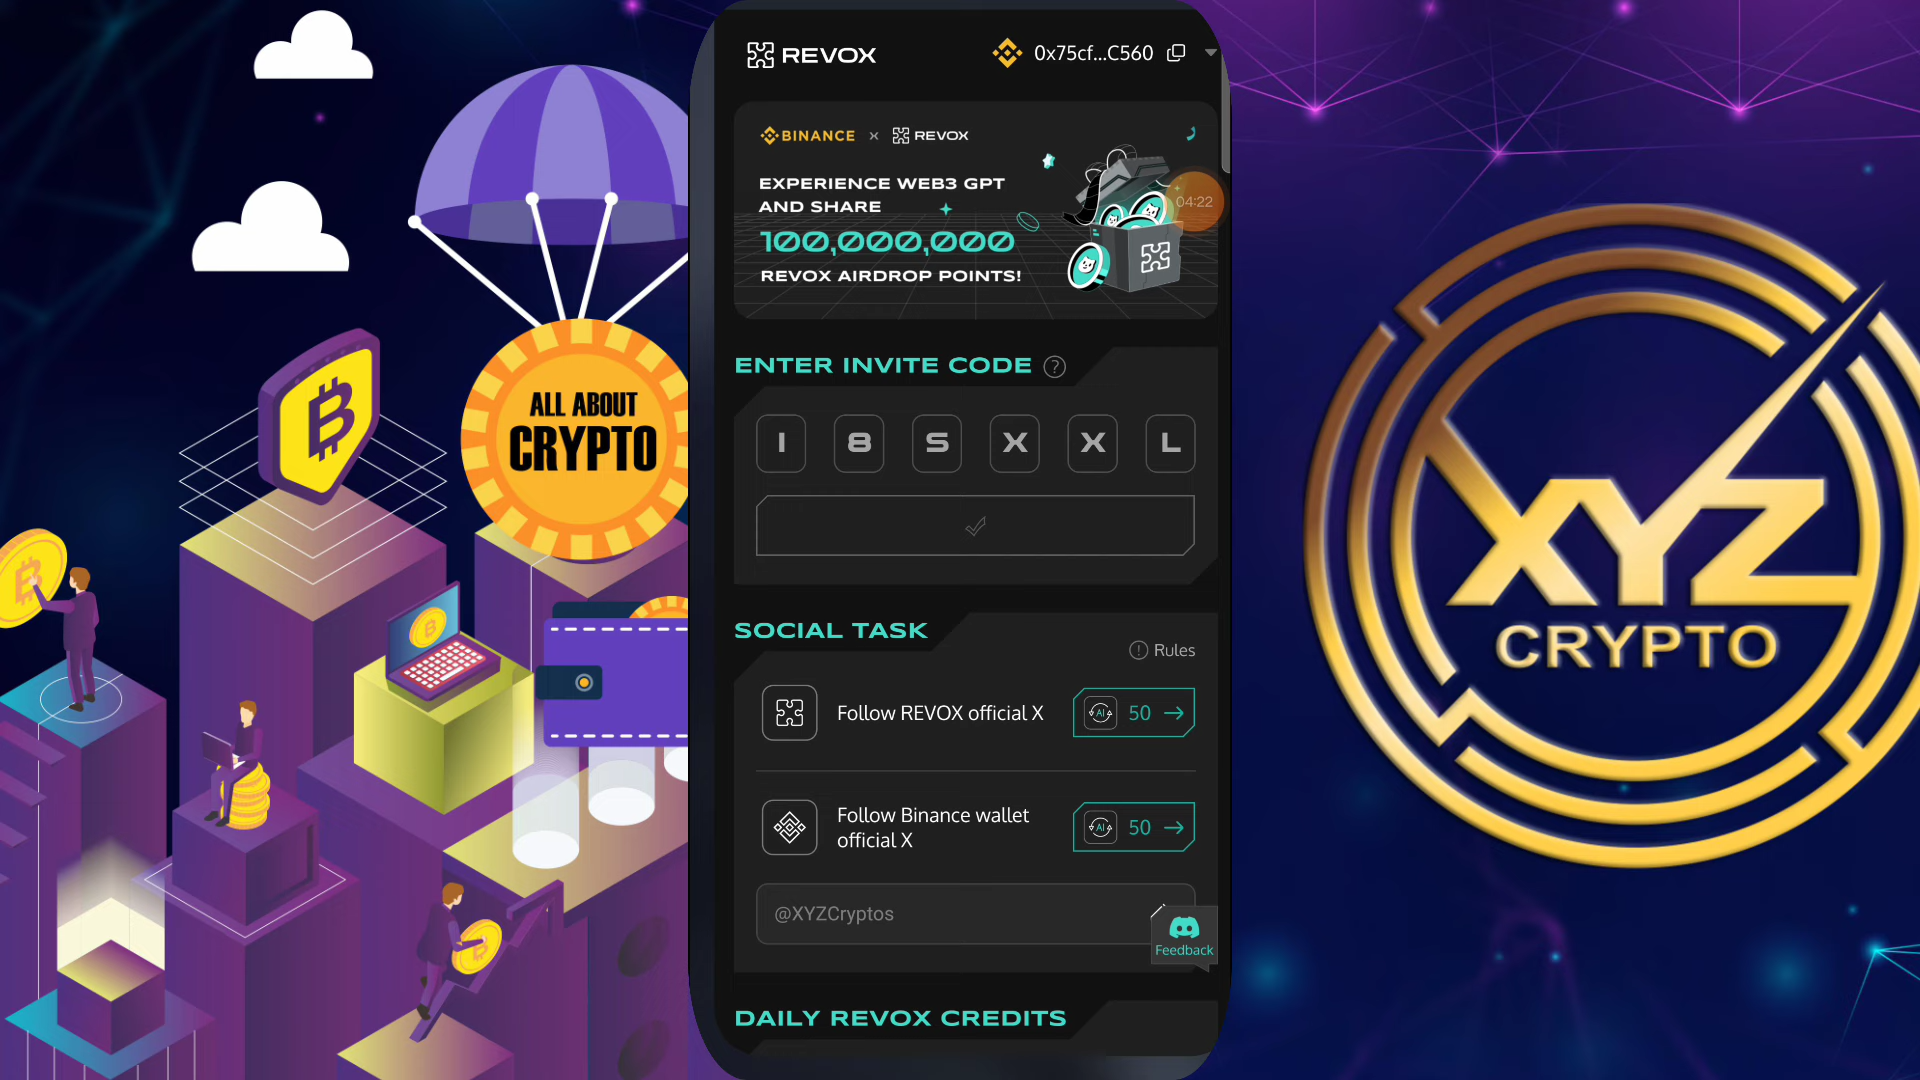 REVOX
0x75cf...C560
BINANCE x REVOX
EXPERIENCE WEB3 GPT
AND SHARE
100,000,000
REVOX AIRDROP POINTS!
04:22
ENTER INVITE CODE ?
I 8 S X X L
SOCIAL TASK
! Rules
Follow REVOX official X
AI 50 →
Follow Binance wallet
official X
AI 50 →
@XYZCryptos
Feedback
DAILY REVOX CREDITS
ALL ABOUT
CRYPTO
XYZ
CRYPTO